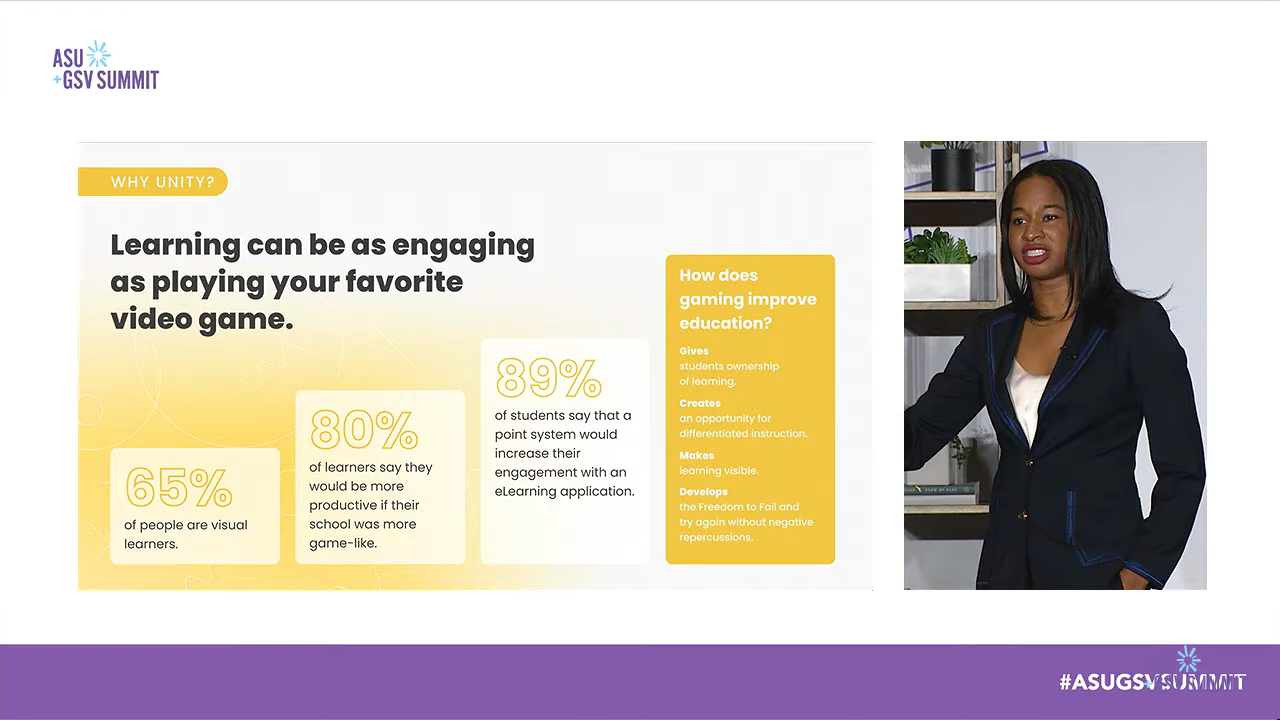 ASU
+GSV SUMMIT
WHY UNITY?
Learning can be as engaging
as playing your favorite
video game.
65%
of people are visual
learners.
80%
of learners say they
would be more
productive if their
school was more
game-like.
89%
of students say that a
point system would
increase their
engagement with an
eLearning application.
How does
gaming improve
education?
Gives
students ownership
of learning.
Creates
an opportunity for
differentiated instruction.
Makes
learning visible.
Develops
the Freedom to Fail and
try again without negative
repercussions.
#ASUGSVSUMMIT